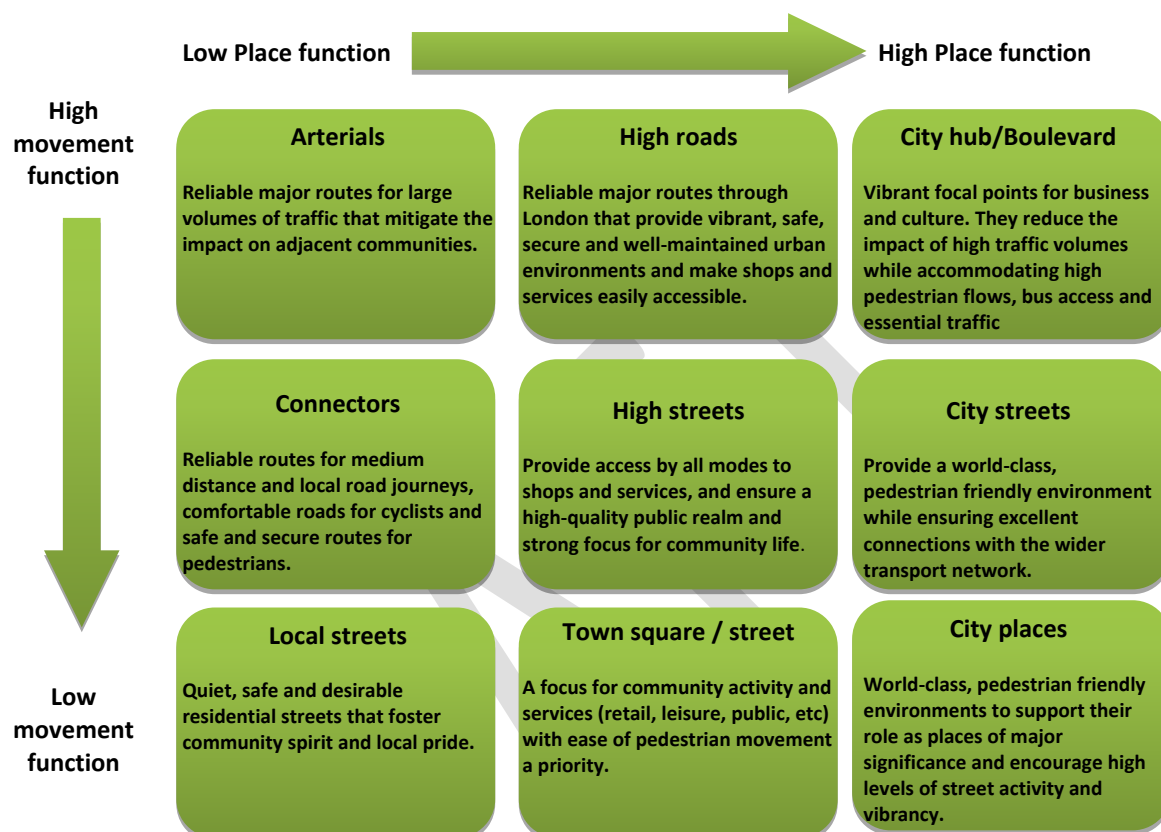 Low Place function
High Place function
High
movement
function
Arterials
Reliable major routes for large
volumes of traffic that mitigate the
impact on adjacent communities.
High roads
Reliable major routes through
London that provide vibrant, safe,
secure and well-maintained urban
environments and make shops and
services easily accessible.
City hub/Boulevard
Vibrant focal points for business
and culture. They reduce the
impact of high traffic volumes
while accommodating high
pedestrian flows, bus access and
essential traffic
Connectors
Reliable routes for medium
distance and local road journeys,
comfortable roads for cyclists and
safe and secure routes for
pedestrians.
High streets
Provide access by all modes to
shops and services, and ensure a
high-quality public realm and
strong focus for community life.
City streets
Provide a world-class,
pedestrian friendly environment
while ensuring excellent
connections with the wider
transport network.
Low
movement
function
Local streets
Quiet, safe and desirable
residential streets that foster
community spirit and local pride.
Town square / street
A focus for community activity and
services (retail, leisure, public, etc)
with ease of pedestrian movement
a priority.
City places
World-class, pedestrian friendly
environments to support their
role as places of major
significance and encourage high
levels of street activity and
vibrancy.